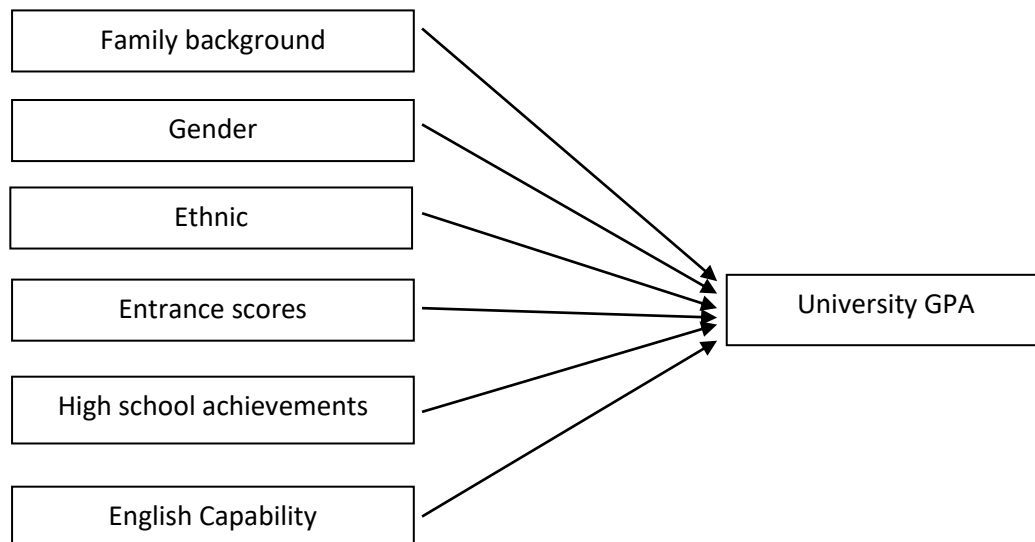 Family background
Gender
Ethnic
Entrance scores
University GPA
High school achievements
English Capability